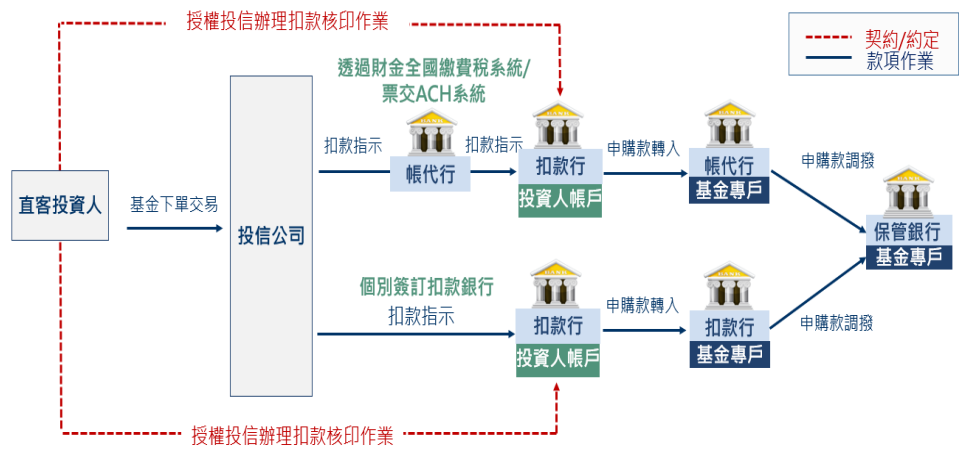 授權投信辦理扣款核印作業
契約/約定
款項作業
透過財金全國繳費稅系統/
票交ACH系統
扣款指示
帳代行
扣款指示
扣款行
投資人帳戶
申購款轉入
帳代行
基金專戶
申購款調撥
直客投資人
基金下單交易
投信公司
保管銀行
基金專戶
個別簽訂扣款銀行
扣款指示
扣款行
投資人帳戶
申購款轉入
扣款行
基金專戶
申購款調撥
授權投信辦理扣款核印作業